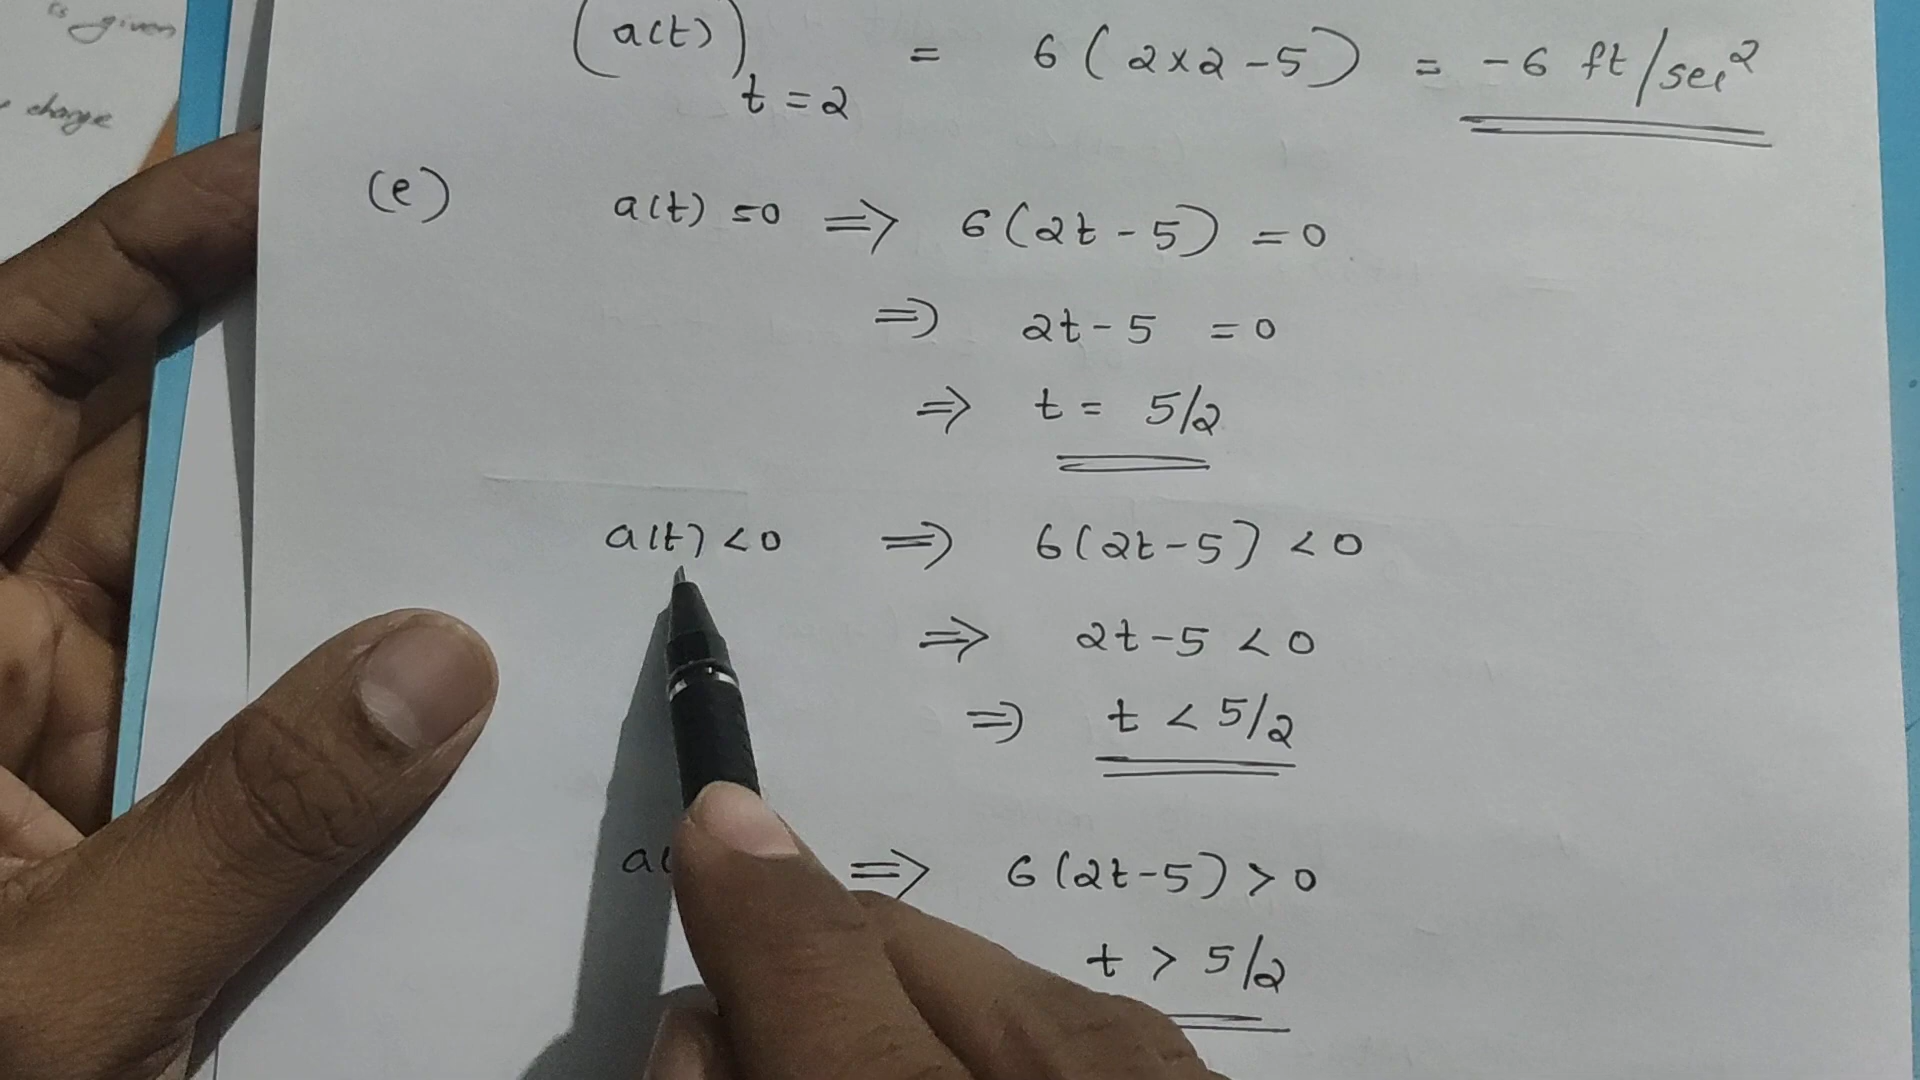 is given
charge
(a(t)) t = 2 = 6 ( 2 x 2 - 5 ) = - 6 ft/sec²
(e) a(t) = 0 ⇒ 6 ( 2t - 5 ) = 0
⇒ 2t - 5 = 0
⇒ t = 5/2
a(t) < 0 ⇒ 6 ( 2t - 5 ) < 0
⇒ 2t - 5 < 0
⇒ t < 5/2
a( ⇒ 6 ( 2t - 5 ) > 0
t > 5/2